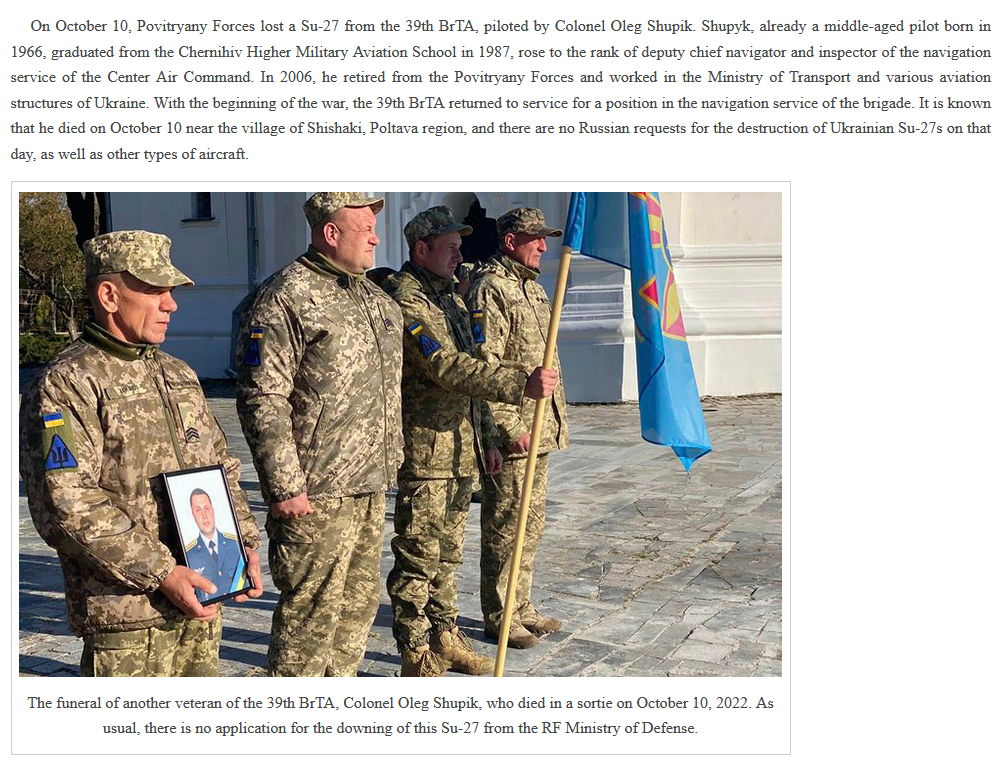 On October 10, Povitryany Forces lost a Su-27 from the 39th BrTA, piloted by Colonel Oleg Shupik. Shupyk, already a middle-aged pilot born in
1966, graduated from the Chernihiv Higher Military Aviation School in 1987, rose to the rank of deputy chief navigator and inspector of the navigation
service of the Center Air Command. In 2006, he retired from the Povitryany Forces and worked in the Ministry of Transport and various aviation
structures of Ukraine. With the beginning of the war, the 39th BrTA returned to service for a position in the navigation service of the brigade. It is known
that he died on October 10 near the village of Shishaki, Poltava region, and there are no Russian requests for the destruction of Ukrainian Su-27s on that
day, as well as other types of aircraft.
The funeral of another veteran of the 39th BrTA, Colonel Oleg Shupik, who died in a sortie on October 10, 2022. As
usual, there is no application for the downing of this Su-27 from the RF Ministry of Defense.